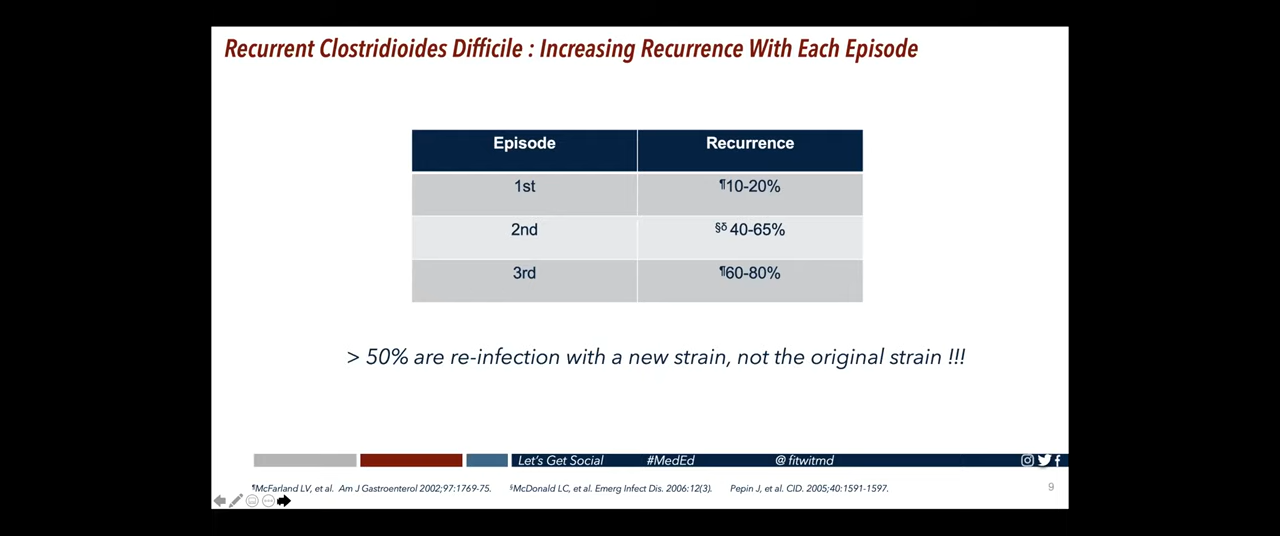 Recurrent Clostridioides Difficile : Increasing Recurrence With Each Episode
Episode Recurrence
1st ¶10-20%
2nd §δ 40-65%
3rd ¶60-80%
> 50% are re-infection with a new strain, not the original strain !!!
Let's Get Social #MedEd @ fitwitmd
¶McFarland LV, et al. Am J Gastroenterol 2002;97:1769-75. §McDonald LC, et al. Emerg Infect Dis. 2006:12(3). Pepin J, et al. CID. 2005;40:1591-1597. 9